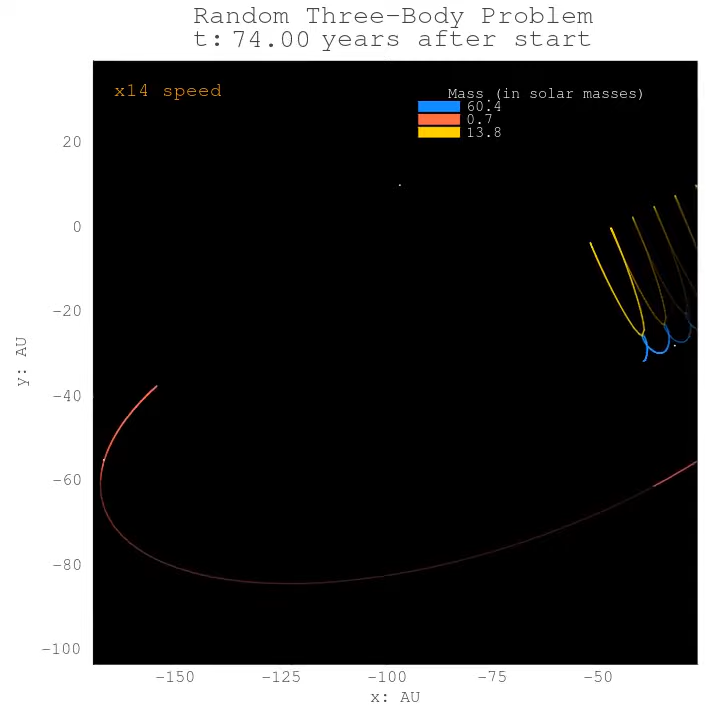 Random Three-Body Problem
t: 74.00 years after start
x14 speed
Mass (in solar masses)
60.4
0.7
13.8
20
0
-20
-40
-60
-80
-100
y: AU
-150
-125
-100
-75
-50
x: AU